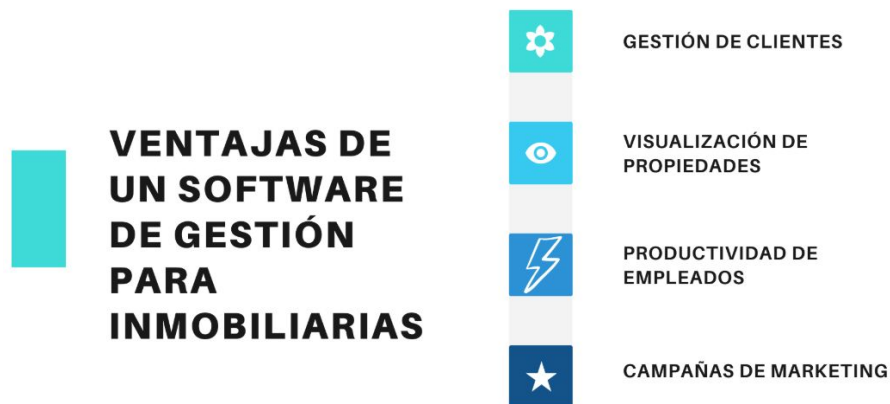 VENTAJAS DE
UN SOFTWARE
DE GESTIÓN
PARA
INMOBILIARIAS
GESTIÓN DE CLIENTES
VISUALIZACIÓN DE
PROPIEDADES
PRODUCTIVIDAD DE
EMPLEADOS
CAMPAÑAS DE MARKETING